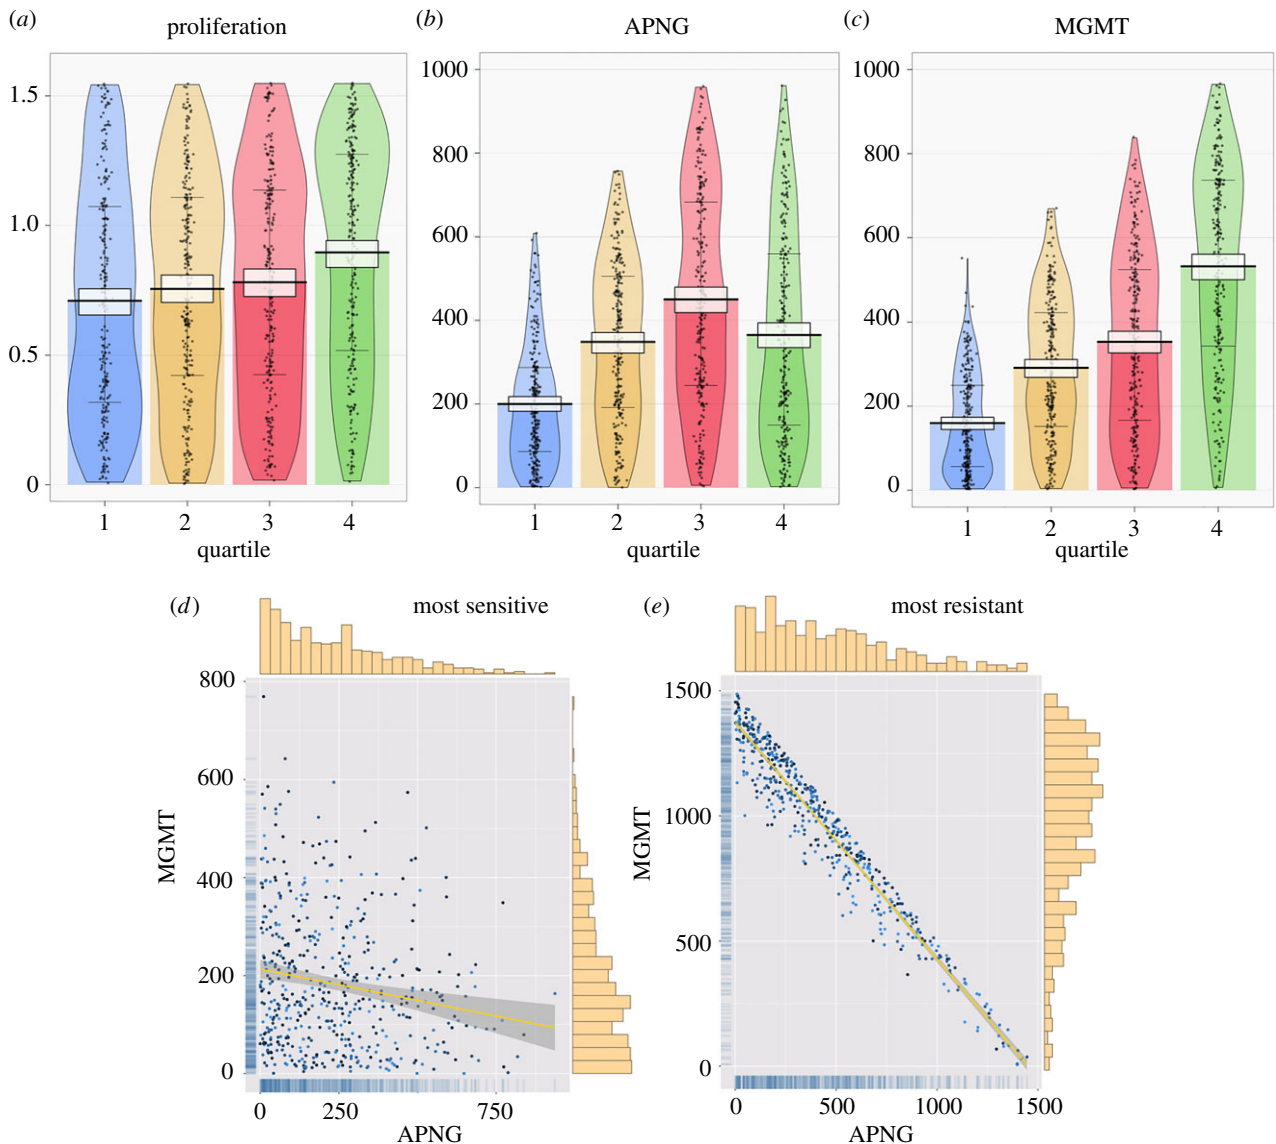 (a)
proliferation
1.5
1.0
0.5
0
1 2 3 4
quartile
(b)
APNG
1000
800
600
400
200
0
1 2 3 4
quartile
(c)
MGMT
1000
800
600
400
200
0
1 2 3 4
quartile
(d)
most sensitive
800
600
400
200
0
MGMT
0 250 750
APNG
(e)
most resistant
1500
1000
500
0
MGMT
0 500 1000 1500
APNG